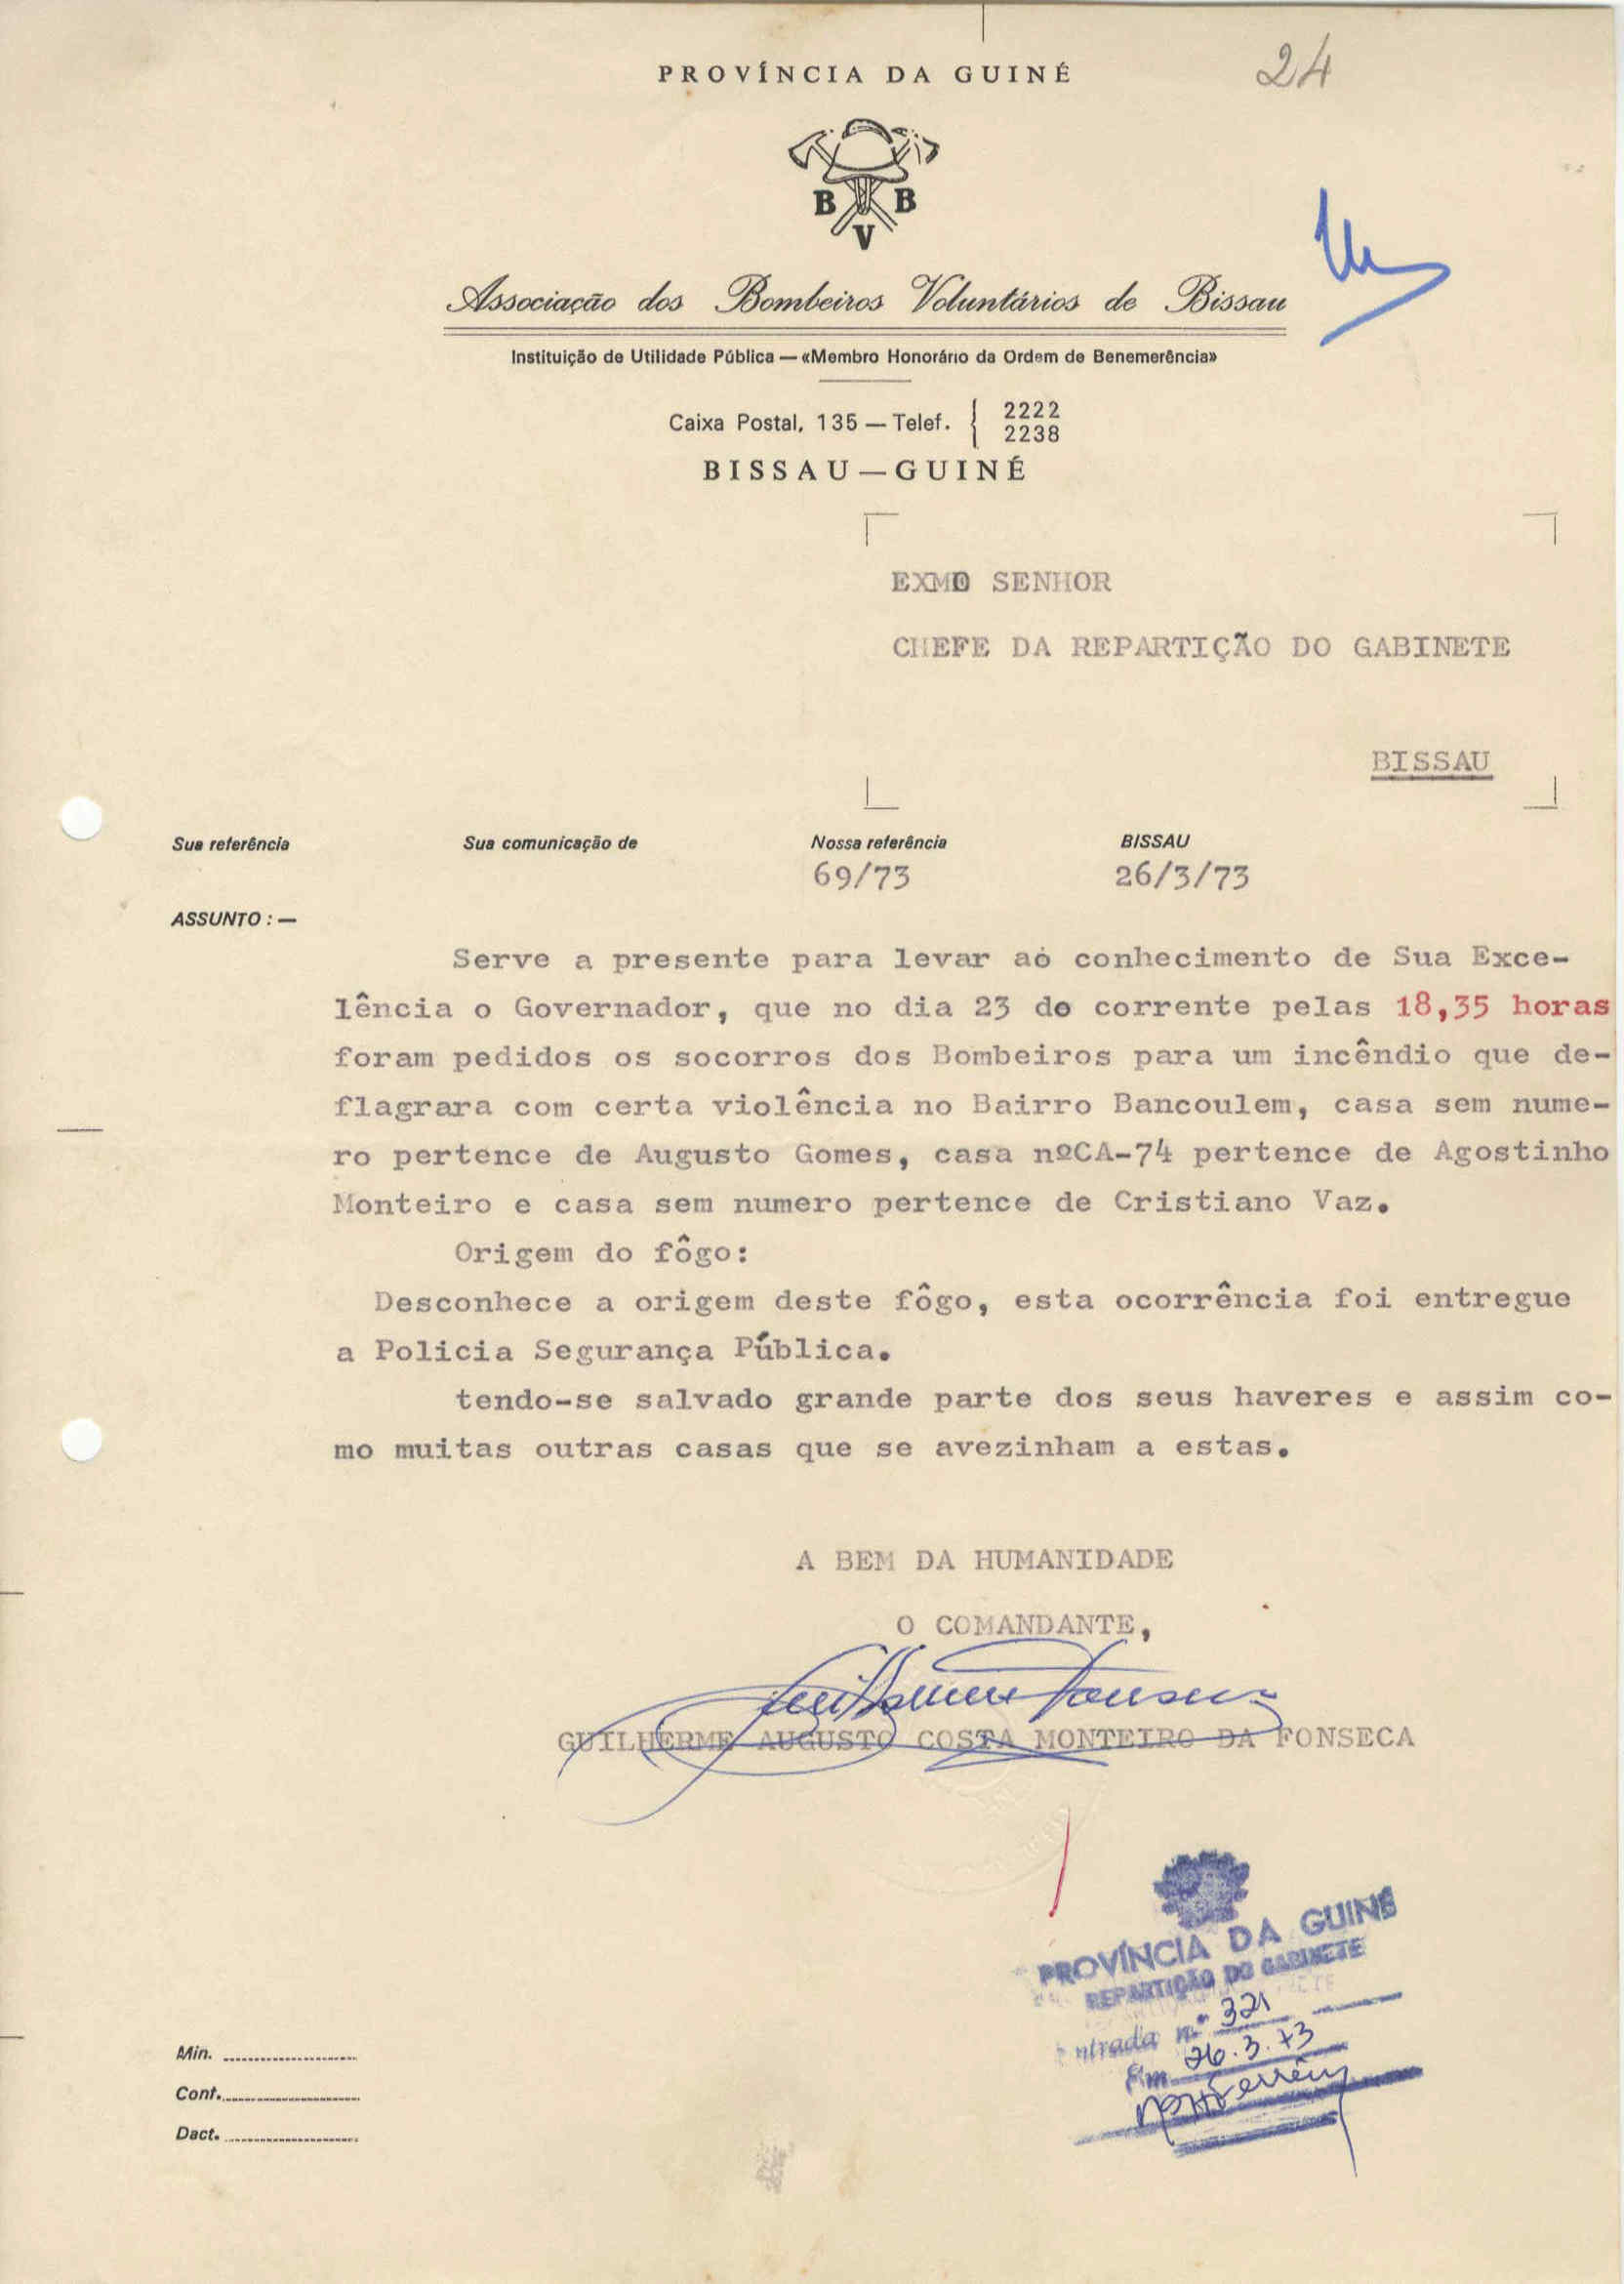 24
PROVÍNCIA DA GUINÉ
B B
V
Associação dos Bombeiros Voluntários de Bissau
Instituição de Utilidade Pública — «Membro Honorário da Ordem de Benemerência»
Caixa Postal, 135 — Telef. { 2222
2238
BISSAU — GUINÉ
EXMO SENHOR
CHEFE DA REPARTIÇÃO DO GABINETE
BISSAU
Sua referência Sua comunicação de Nossa referência BISSAU
69/73 26/3/73
ASSUNTO : —
Serve a presente para levar ao conhecimento de Sua Exce-
lência o Governador, que no dia 23 do corrente pelas 18,35 horas
foram pedidos os socorros dos Bombeiros para um incêndio que de-
flagrara com certa violência no Bairro Bancoulem, casa sem nume-
ro pertence de Augusto Gomes, casa nºCA-74 pertence de Agostinho
Monteiro e casa sem numero pertence de Cristiano Vaz.
Origem do fôgo:
Desconhece a origem deste fôgo, esta ocorrência foi entregue
a Policia Segurança Pública.
tendo-se salvado grande parte dos seus haveres e assim co-
mo muitas outras casas que se avezinham a estas.
A BEM DA HUMANIDADE
O COMANDANTE,
Guilherme Fonseca
GUILHERME AUGUSTO COSTA MONTEIRO DA FONSECA
PROVÍNCIA DA GUINÉ
REPARTIÇÃO DO GABINETE
ntrada nº 321
Em 26.3.73
Min.
Conf.
Dact.